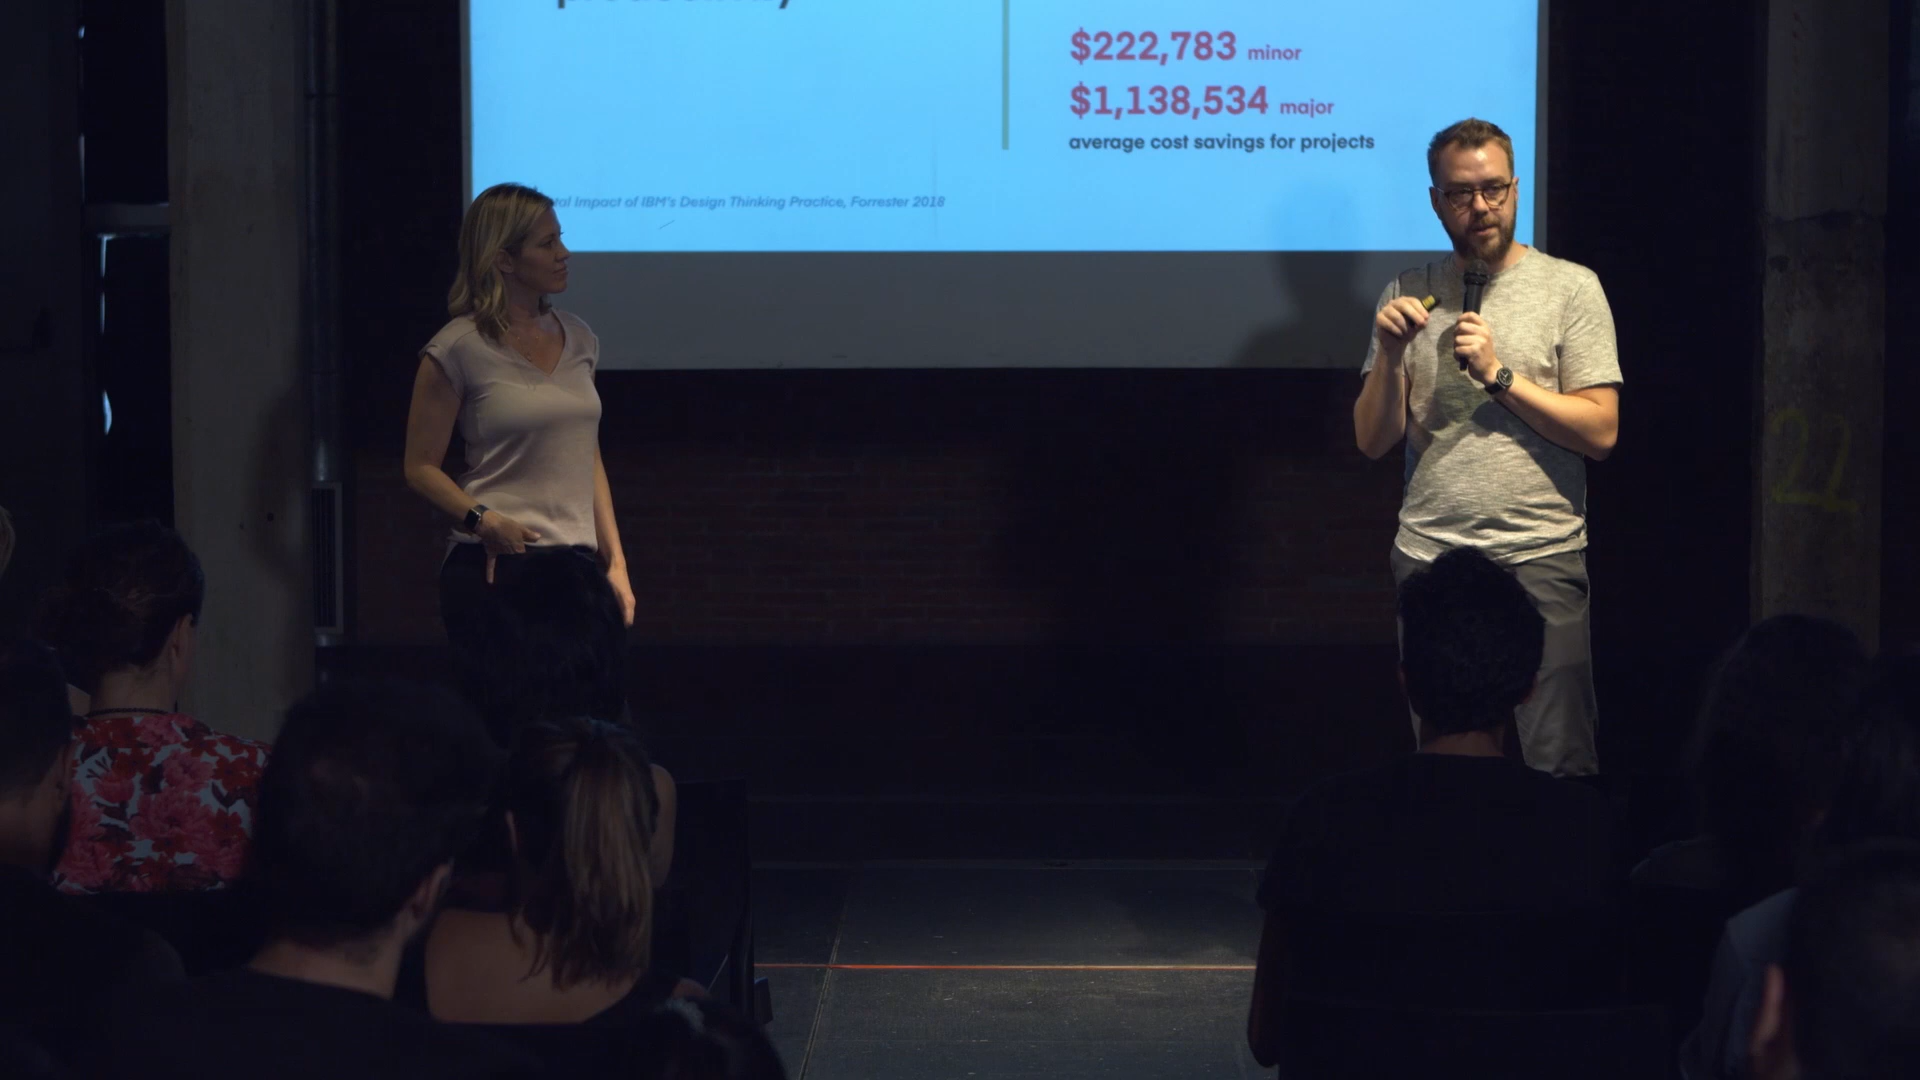 $222,783 minor
$1,138,534 major
average cost savings for projects
Impact of IBM's Design Thinking Practice, Forrester 2018
22